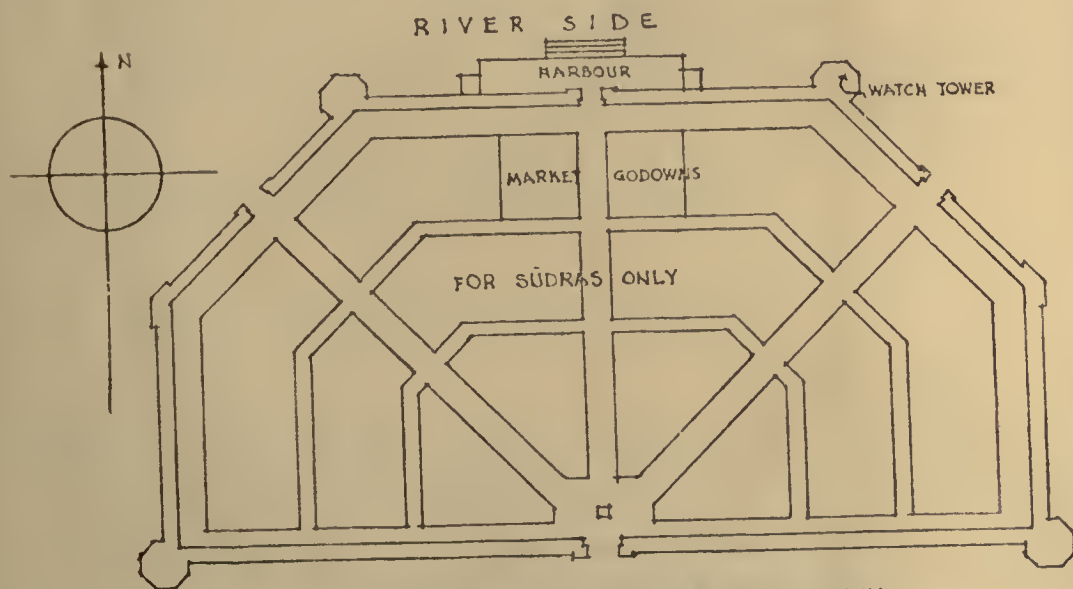 RIVER SIDE
N
HARBOUR
WATCH TOWER
MARKET
GODOWNS
FOR SŪDRAS ONLY